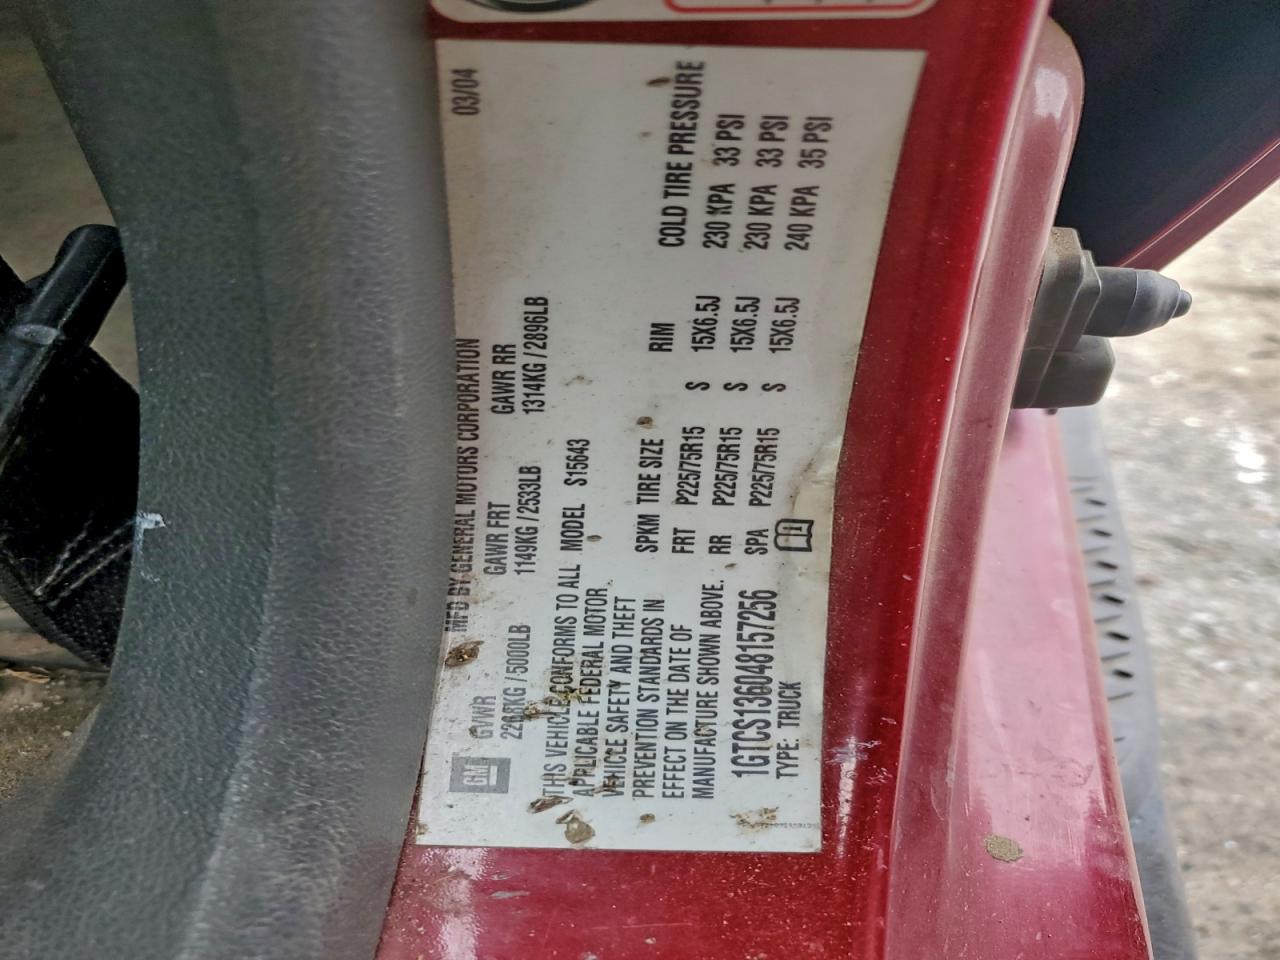 MFD BY GENERAL MOTORS CORPORATION 03/04
GM
GVWR GAWR FRT GAWR RR
2268KG / 5000LB 1149KG / 2533LB 1314KG / 2896LB
THIS VEHICLE CONFORMS TO ALL MODEL S15643
APPLICABLE FEDERAL MOTOR
VEHICLE SAFETY AND THEFT
PREVENTION STANDARDS IN
EFFECT ON THE DATE OF
MANUFACTURE SHOWN ABOVE.
SPKM TIRE SIZE RIM COLD TIRE PRESSURE
FRT P225/75R15 S 15X6.5J 230 KPA 33 PSI
RR P225/75R15 S 15X6.5J 230 KPA 33 PSI
SPA P225/75R15 S 15X6.5J 240 KPA 35 PSI
1GTCS136048157256
TYPE: TRUCK